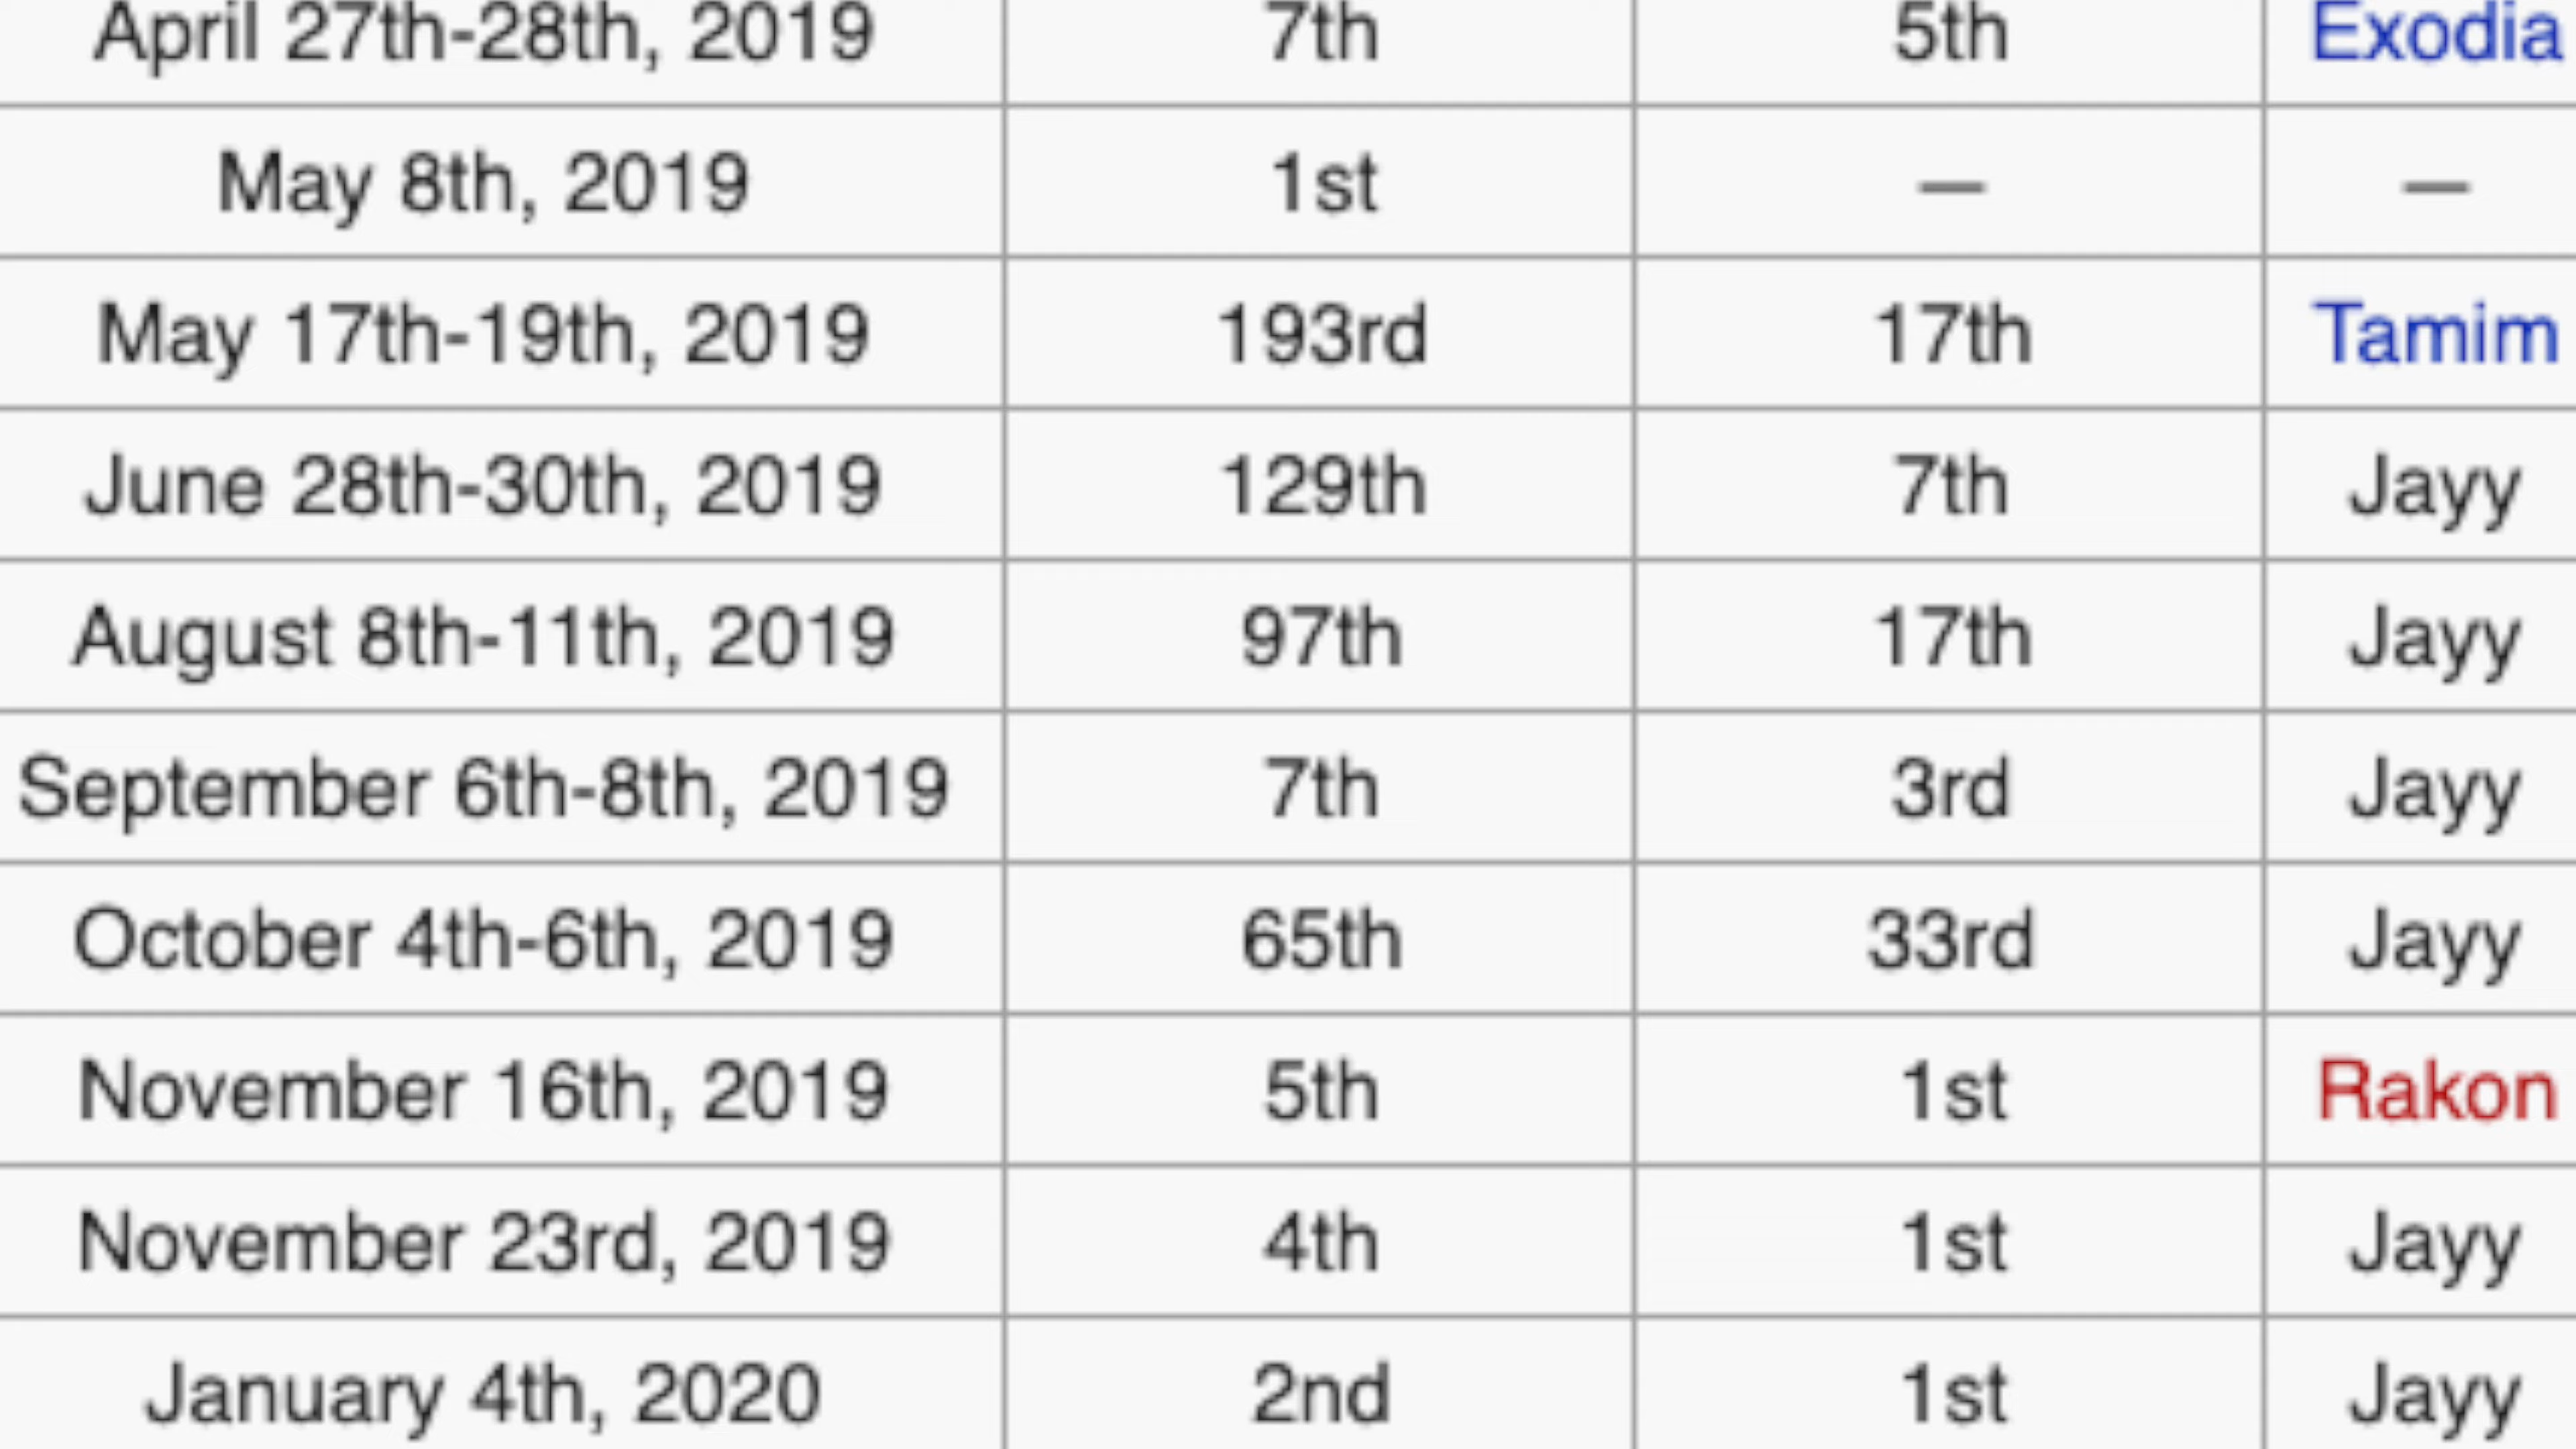 April 27th-28th, 2019 7th 5th Exodia
May 8th, 2019 1st — —
May 17th-19th, 2019 193rd 17th Tamim
June 28th-30th, 2019 129th 7th Jayy
August 8th-11th, 2019 97th 17th Jayy
September 6th-8th, 2019 7th 3rd Jayy
October 4th-6th, 2019 65th 33rd Jayy
November 16th, 2019 5th 1st Rakon
November 23rd, 2019 4th 1st Jayy
January 4th, 2020 2nd 1st Jayy